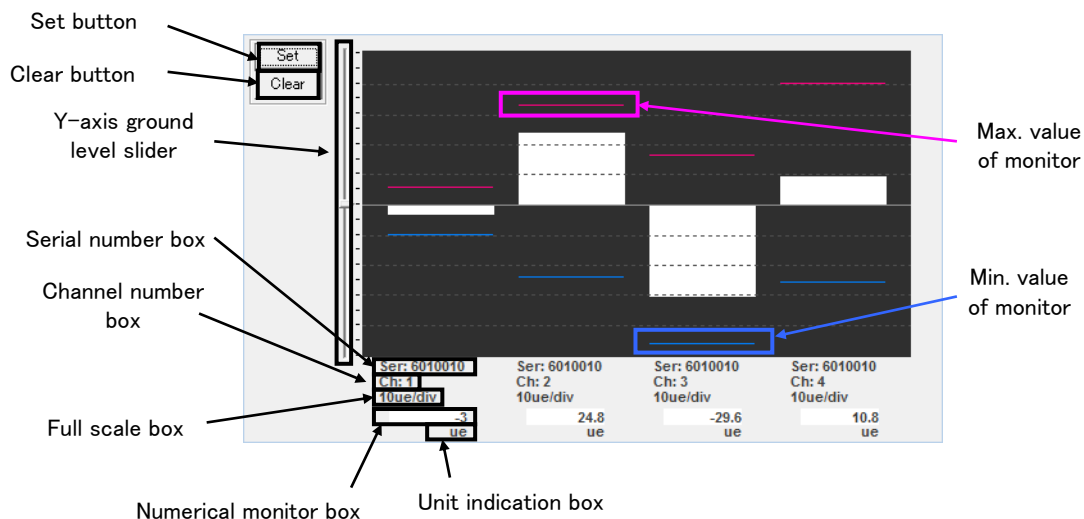 Set button
Clear button
Y-axis ground
level slider
Serial number box
Channel number
box
Full scale box
Numerical monitor box
Unit indication box
Max. value
of monitor
Min. value
of monitor
Set
Clear
Ser: 6010010 Ser: 6010010 Ser: 6010010 Ser: 6010010
Ch: 1 Ch: 2 Ch: 3 Ch: 4
10ue/div 10ue/div 10ue/div 10ue/div
-3 24.8 -29.6 10.8
ue ue ue ue